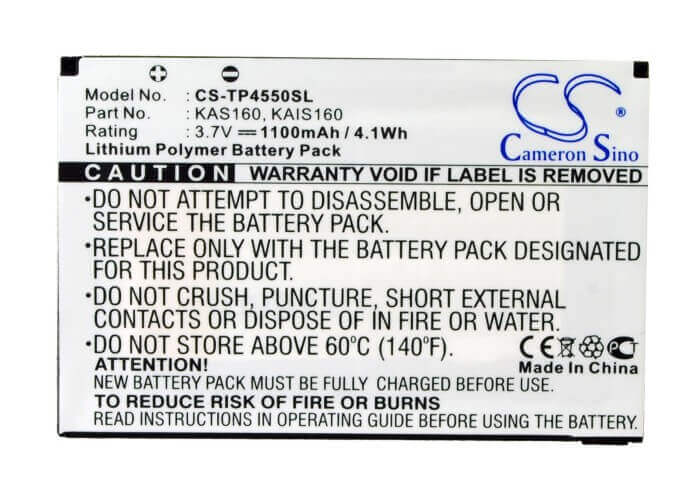 Model No. : CS-TP4550SL
Part No. : KAS160, KAIS160
Rating : 3.7V ⎓ 1100mAh / 4.1Wh
Lithium Polymer Battery Pack
CS
Cameron Sino
CAUTION WARRANTY VOID IF LABEL IS REMOVED
•DO NOT ATTEMPT TO DISASSEMBLE, OPEN OR
SERVICE THE BATTERY PACK.
•REPLACE ONLY WITH THE BATTERY PACK DESIGNATED
FOR THIS EQUIPMENT.
•DO NOT CRUSH, PUNCTURE, SHORT EXTERNAL
CONTACTS OR DISPOSE IN FIRE OR WATER.
•DO NOT STORE ABOVE 60°C (140°F).
ATTENTION!
NEW BATTERY PACK MUST BE CHARGED BEFORE USE.
TO REDUCE RISK OF FIRE OR BURNS
READ INSTRUCTIONS IN OPERATING GUIDE BEFORE USING THE BATTERY.
CE
Made In China